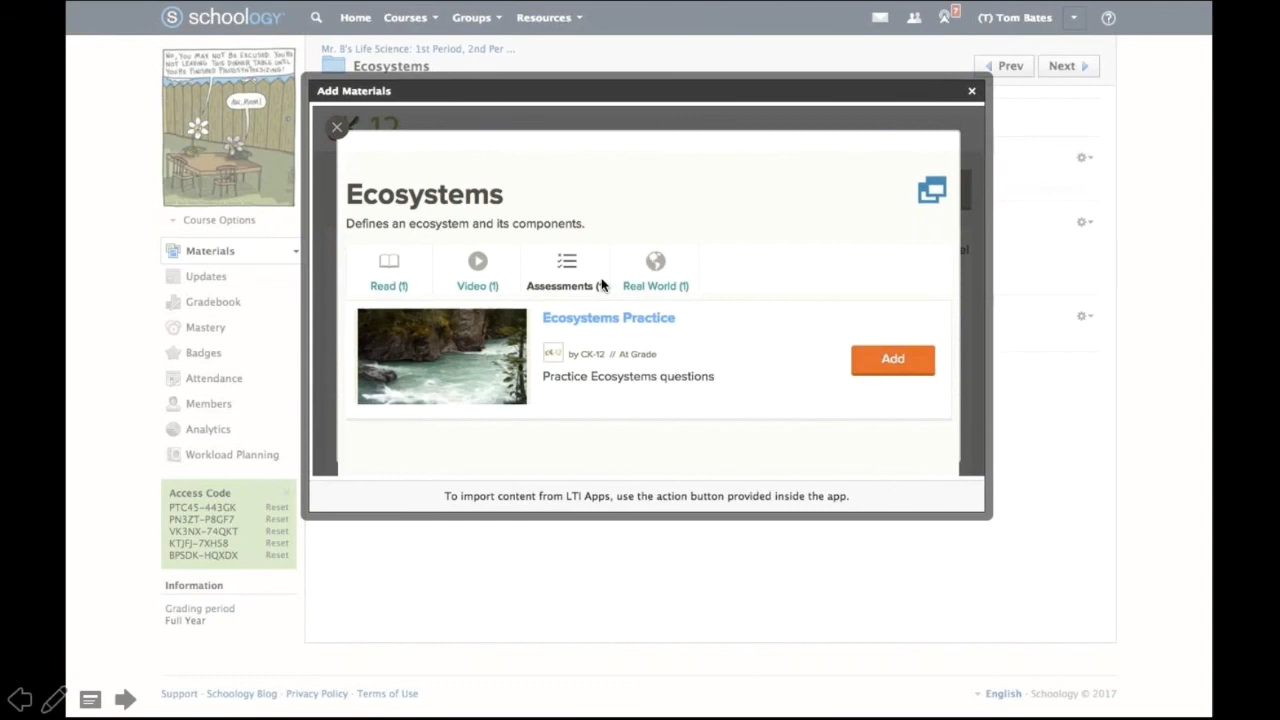 schoology
Home
Courses
Groups
Resources
7
(T) Tom Bates
NO, YOU MAY NOT BE EXCUSED. YOU'RE
NOT LEAVING THIS DINNER TABLE UNTIL
YOU'RE FINISHED PHOTOSYNTHESIZING!
AW, MOM!
Mr. B's Life Science: 1st Period, 2nd Per ...
Ecosystems
Prev
Next
Add Materials
CK-12
Ecosystems
Defines an ecosystem and its components.
Read (1)
Video (1)
Assessments
Real World (1)
Ecosystems Practice
by CK-12 // At Grade
Practice Ecosystems questions
Add
To import content from LTI Apps, use the action button provided inside the app.
Course Options
Materials
Updates
Gradebook
Mastery
Badges
Attendance
Members
Analytics
Workload Planning
Access Code
PTC45-443GK Reset
PN3ZT-P8GF7 Reset
VK3NX-74QKT Reset
KTJFJ-7XHS8 Reset
BPSDK-HQXDX Reset
Information
Grading period
Full Year
Support · Schoology Blog · Privacy Policy · Terms of Use
English · Schoology © 2017